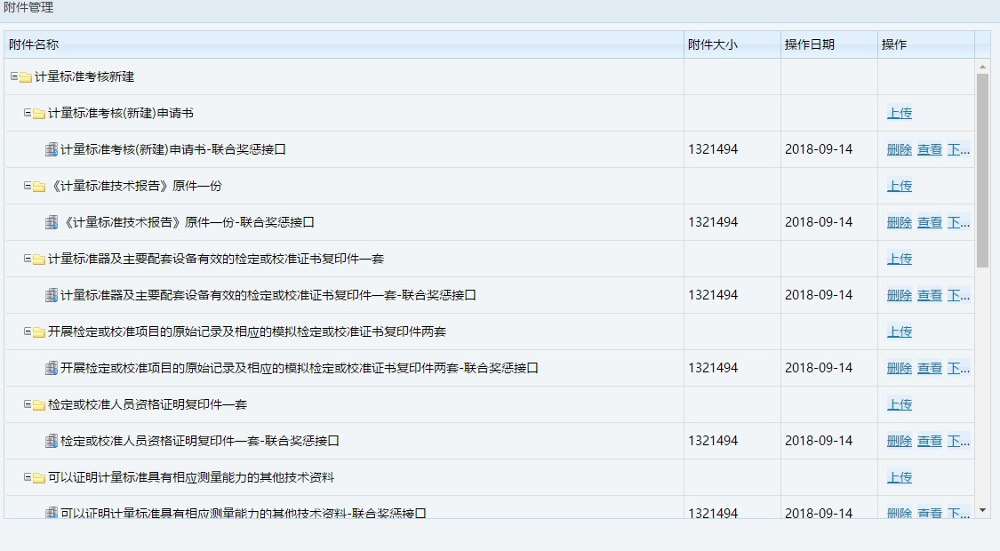 附件管理
附件名称 附件大小 操作日期 操作
计量标准考核新建
计量标准考核(新建)申请书 上传
计量标准考核(新建)申请书-联合奖惩接口 1321494 2018-09-14 删除 查看 下...
《计量标准技术报告》原件一份 上传
《计量标准技术报告》原件一份-联合奖惩接口 1321494 2018-09-14 删除 查看 下...
计量标准器及主要配套设备有效的检定或校准证书复印件一套 上传
计量标准器及主要配套设备有效的检定或校准证书复印件一套-联合奖惩接口 1321494 2018-09-14 删除 查看 下...
开展检定或校准项目的原始记录及相应的模拟检定或校准证书复印件两套 上传
开展检定或校准项目的原始记录及相应的模拟检定或校准证书复印件两套-联合奖惩接口 1321494 2018-09-14 删除 查看 下...
检定或校准人员资格证明复印件一套 上传
检定或校准人员资格证明复印件一套-联合奖惩接口 1321494 2018-09-14 删除 查看 下...
可以证明计量标准具有相应测量能力的其他技术资料 上传
可以证明计量标准具有相应测量能力的其他技术资料-联合奖惩接口 1321494 2018-09-14 删除 查看 下...